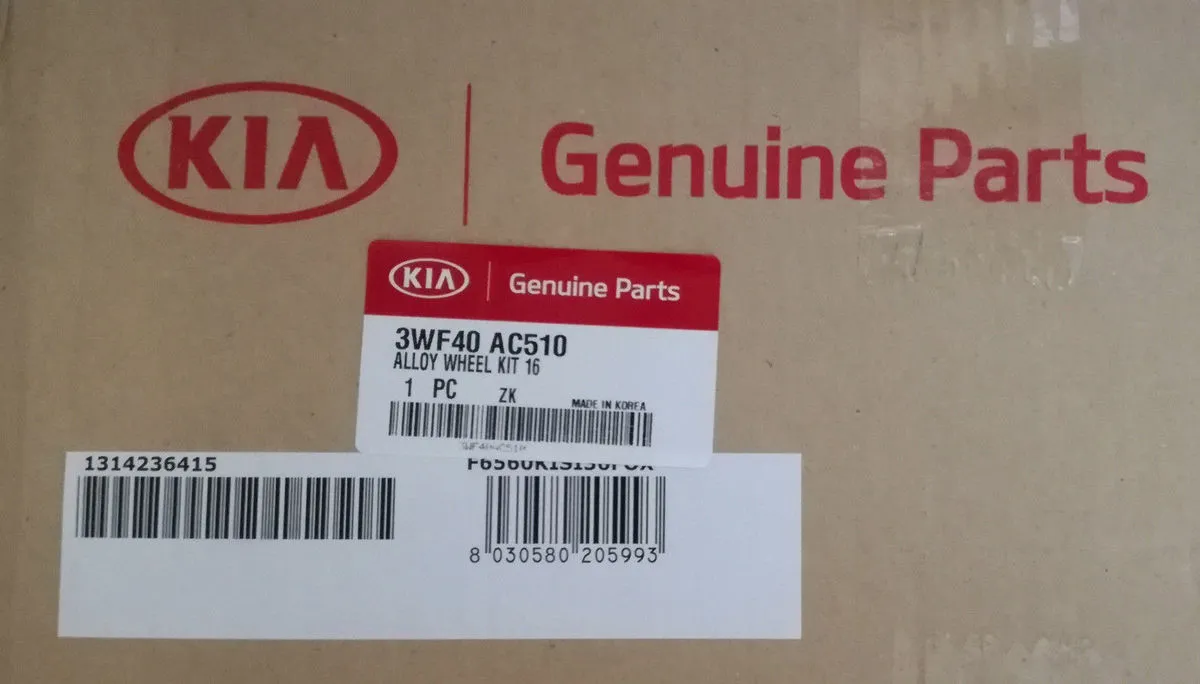 KIA Genuine Parts
KIA Genuine Parts
3WF40 AC510
ALLOY WHEEL KIT 16
1 PC ZK
MADE IN KOREA
1314236415
8 030580 205993